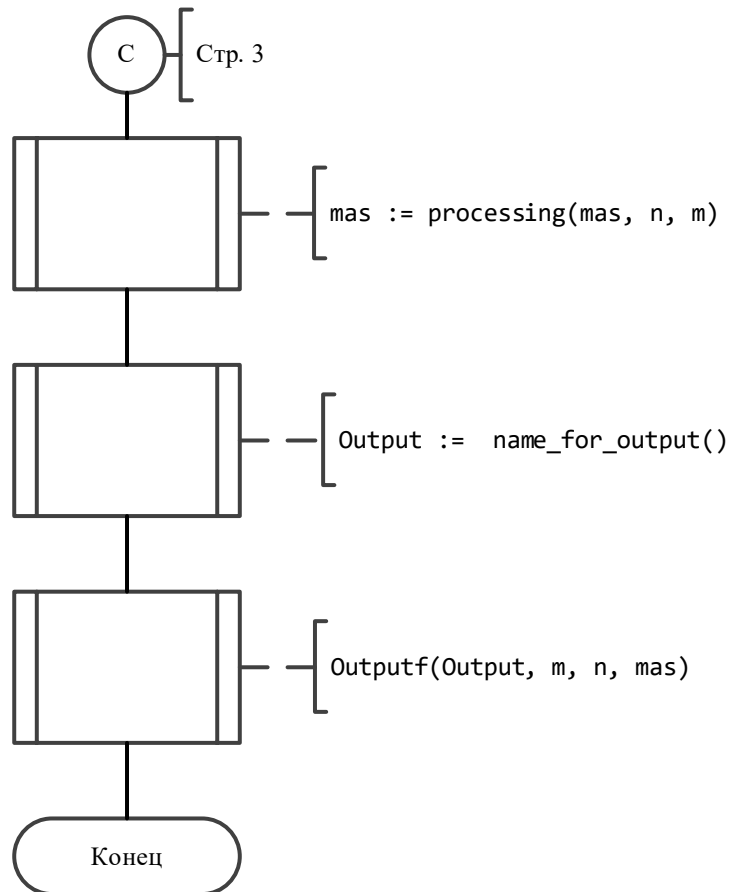 С
Стр. 3
mas := processing(mas, n, m)
Output :=  name_for_output()
Outputf(Output, m, n, mas)
Конец